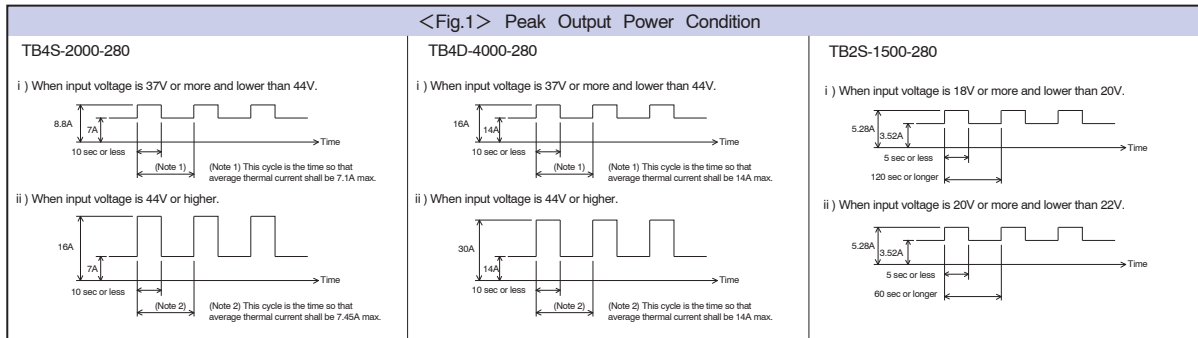 ＜Fig.1＞ Peak Output Power Condition
TB4S-2000-280
ⅰ) When input voltage is 37V or more and lower than 44V.
8.8A
7A
Time
10 sec or less
(Note 1)
(Note 1) This cycle is the time so that
average thermal current shall be 7.1A max.
ⅱ) When input voltage is 44V or higher.
16A
7A
Time
10 sec or less
(Note 2)
(Note 2) This cycle is the time so that
average thermal current shall be 7.45A max.
TB4D-4000-280
ⅰ) When input voltage is 37V or more and lower than 44V.
16A
14A
Time
10 sec or less
(Note 1)
(Note 1) This cycle is the time so that
average thermal current shall be 14A max.
ⅱ) When input voltage is 44V or higher.
30A
14A
Time
10 sec or less
(Note 2)
(Note 2) This cycle is the time so that
average thermal current shall be 14A max.
TB2S-1500-280
ⅰ) When input voltage is 18V or more and lower than 20V.
5.28A
3.52A
Time
5 sec or less
120 sec or longer
ⅱ) When input voltage is 20V or more and lower than 22V.
5.28A
3.52A
Time
5 sec or less
60 sec or longer